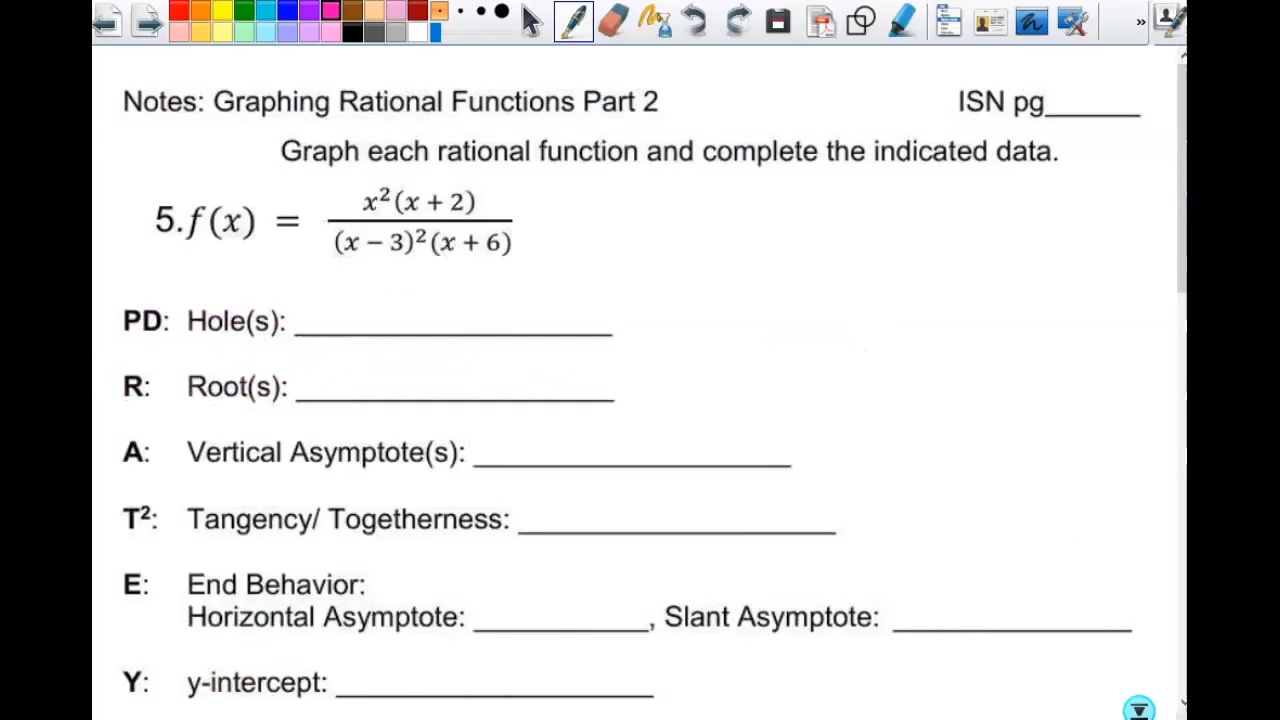 Notes: Graphing Rational Functions Part 2 ISN pg______
Graph each rational function and complete the indicated data.
5. f(x) = x²(x + 2) / (x − 3)²(x + 6)
PD: Hole(s): ____________________
R: Root(s): ____________________
A: Vertical Asymptote(s): ____________________
T²: Tangency/ Togetherness: ____________________
E: End Behavior:
Horizontal Asymptote: ___________, Slant Asymptote: _______________
Y: y-intercept: ____________________